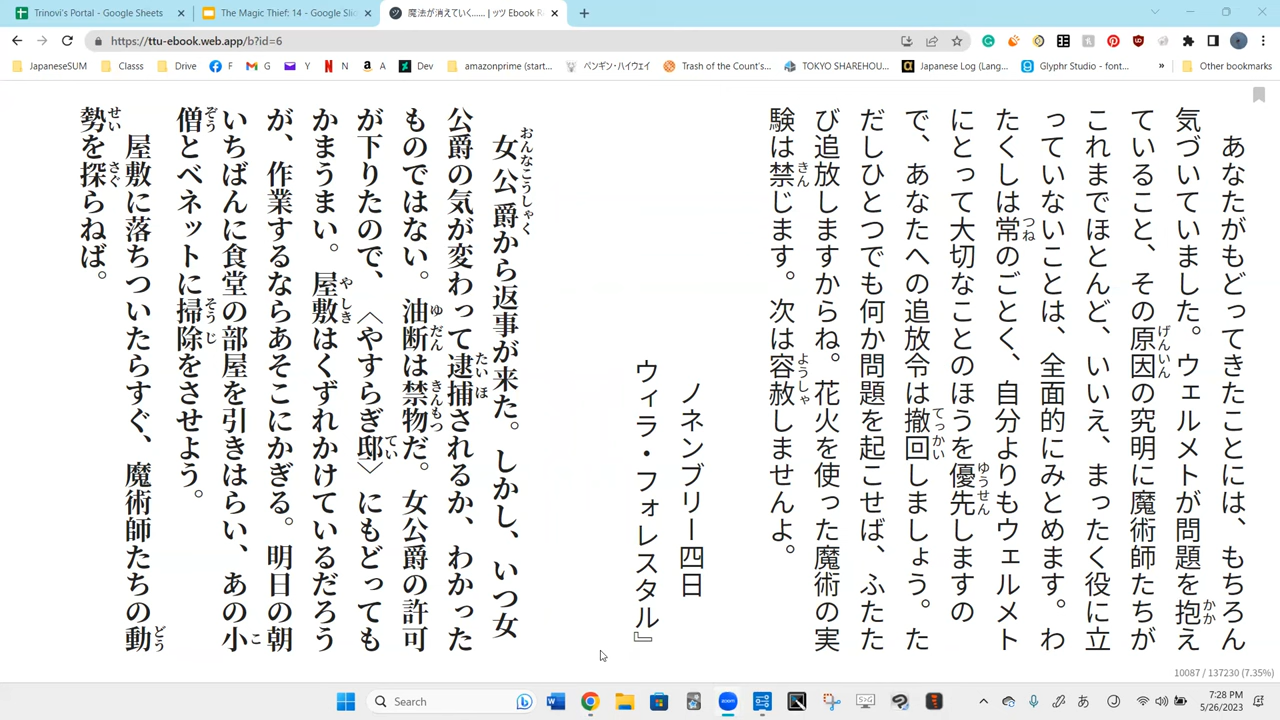 Trinovi's Portal - Google Sheets
The Magic Thief: 14 - Google Slid
魔法が消えていく…… | ッツ Ebook R
https://ttu-ebook.web.app/b?id=6
JapaneseSUM
Classs
Drive
F
G
Y
N
A
Dev
amazonprime (start...
ペンギン・ハイウェイ
Trash of the Count's...
TOKYO SHAREHOU...
Japanese Log (Lang...
Glyphr Studio - font...
»
Other bookmarks
あなたがもどってきたことには、もちろん
気づいていました。ウェルメトが問題を抱え
ていること、その原因の究明に魔術師たちが
これまでほとんど、いいえ、まったく役に立
っていないことは、全面的にみとめます。わ
たくしは常のごとく、自分よりもウェルメト
にとって大切なことのほうを優先しますの
で、あなたへの追放令は撤回しましょう。た
だしひとつでも何か問題を起こせば、ふたた
び追放しますからね。花火を使った魔術の実
験は禁じます。次は容赦しませんよ。
ノネンブリー四日
ウィラ・フォレスタル』
女公爵から返事が来た。しかし、いつ女
公爵の気が変わって逮捕されるか、わかった
ものではない。油断は禁物だ。女公爵の許可
が下りたので、〈やすらぎ邸〉にもどっても
かまうまい。屋敷はくずれかけているだろう
が、作業するならあそこにかぎる。明日の朝
いちばんに食堂の部屋を引きはらい、あの小
僧とベネットに掃除をさせよう。
屋敷に落ちついたらすぐ、魔術師たちの動
勢を探らねば。
10087 / 137230 (7.35%)
Search
7:28 PM
5/26/2023